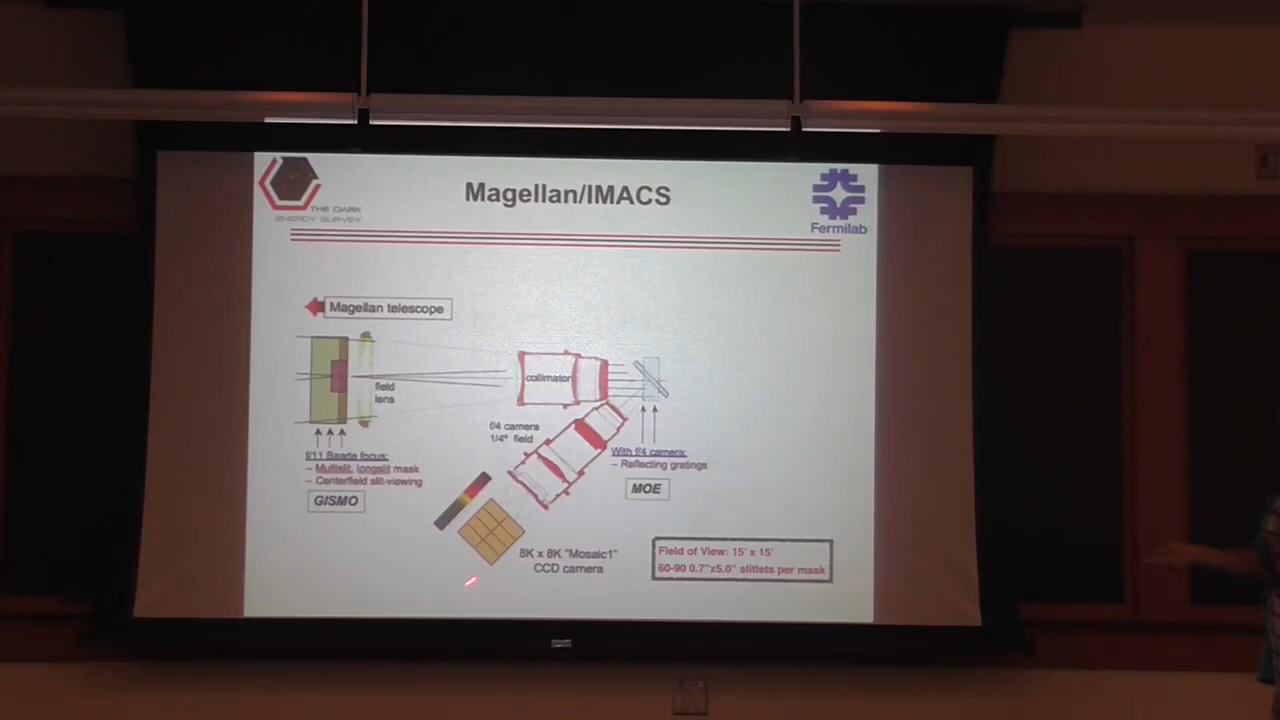 THE DARK
ENERGY SURVEY
Magellan/IMACS
Fermilab
Magellan telescope
field
lens
collimator
f/4 camera
1/4° field
f/11 Baade focus:
– Multislit, longslit mask
– Centerfield slit-viewing
GISMO
With f/4 camera:
– Reflecting gratings
MOE
8K x 8K "Mosaic1"
CCD camera
Field of View: 15' x 15'
60-90 0.7"x5.0" slitlets per mask